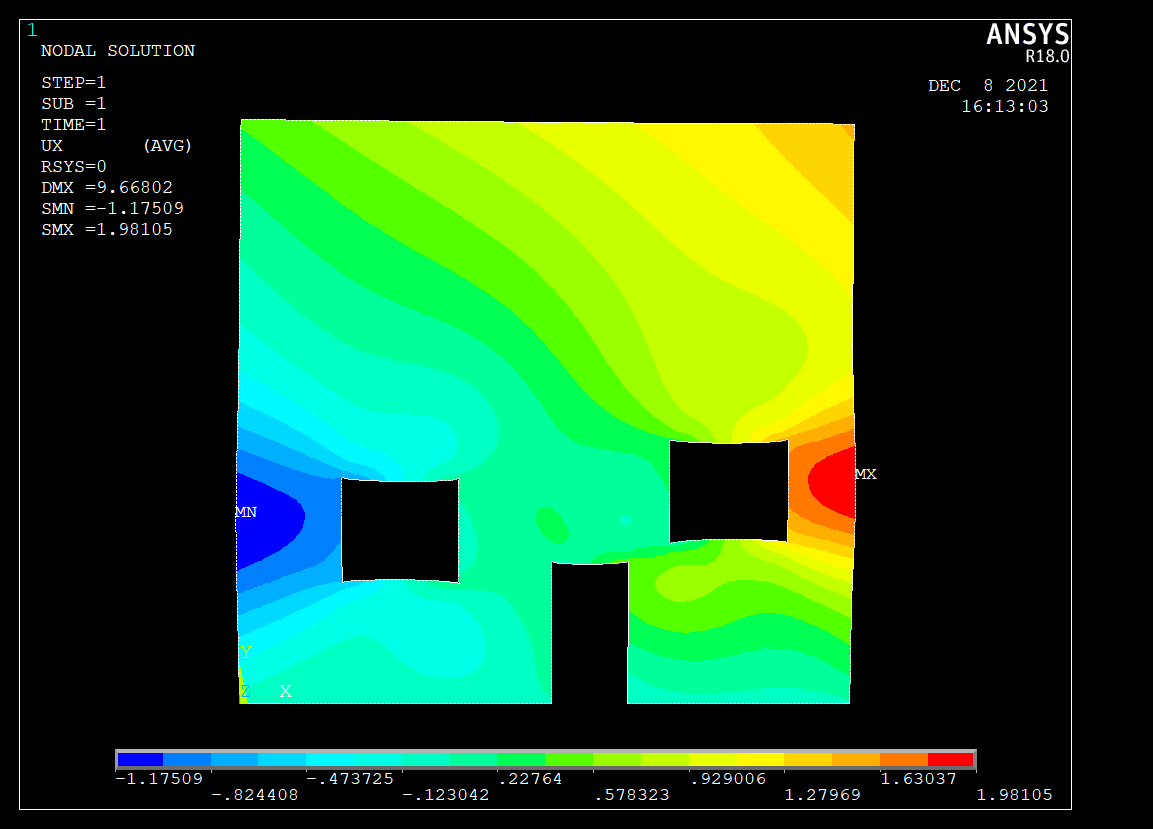 1
ANSYS
R18.0
NODAL SOLUTION
STEP=1
SUB =1
TIME=1
UX (AVG)
RSYS=0
DMX =9.66802
SMN =-1.17509
SMX =1.98105
DEC 8 2021
16:13:03
MX
MN
Y
Z X
-1.17509 -.473725 .22764 .929006 1.63037
-.824408 -.123042 .578323 1.27969 1.98105